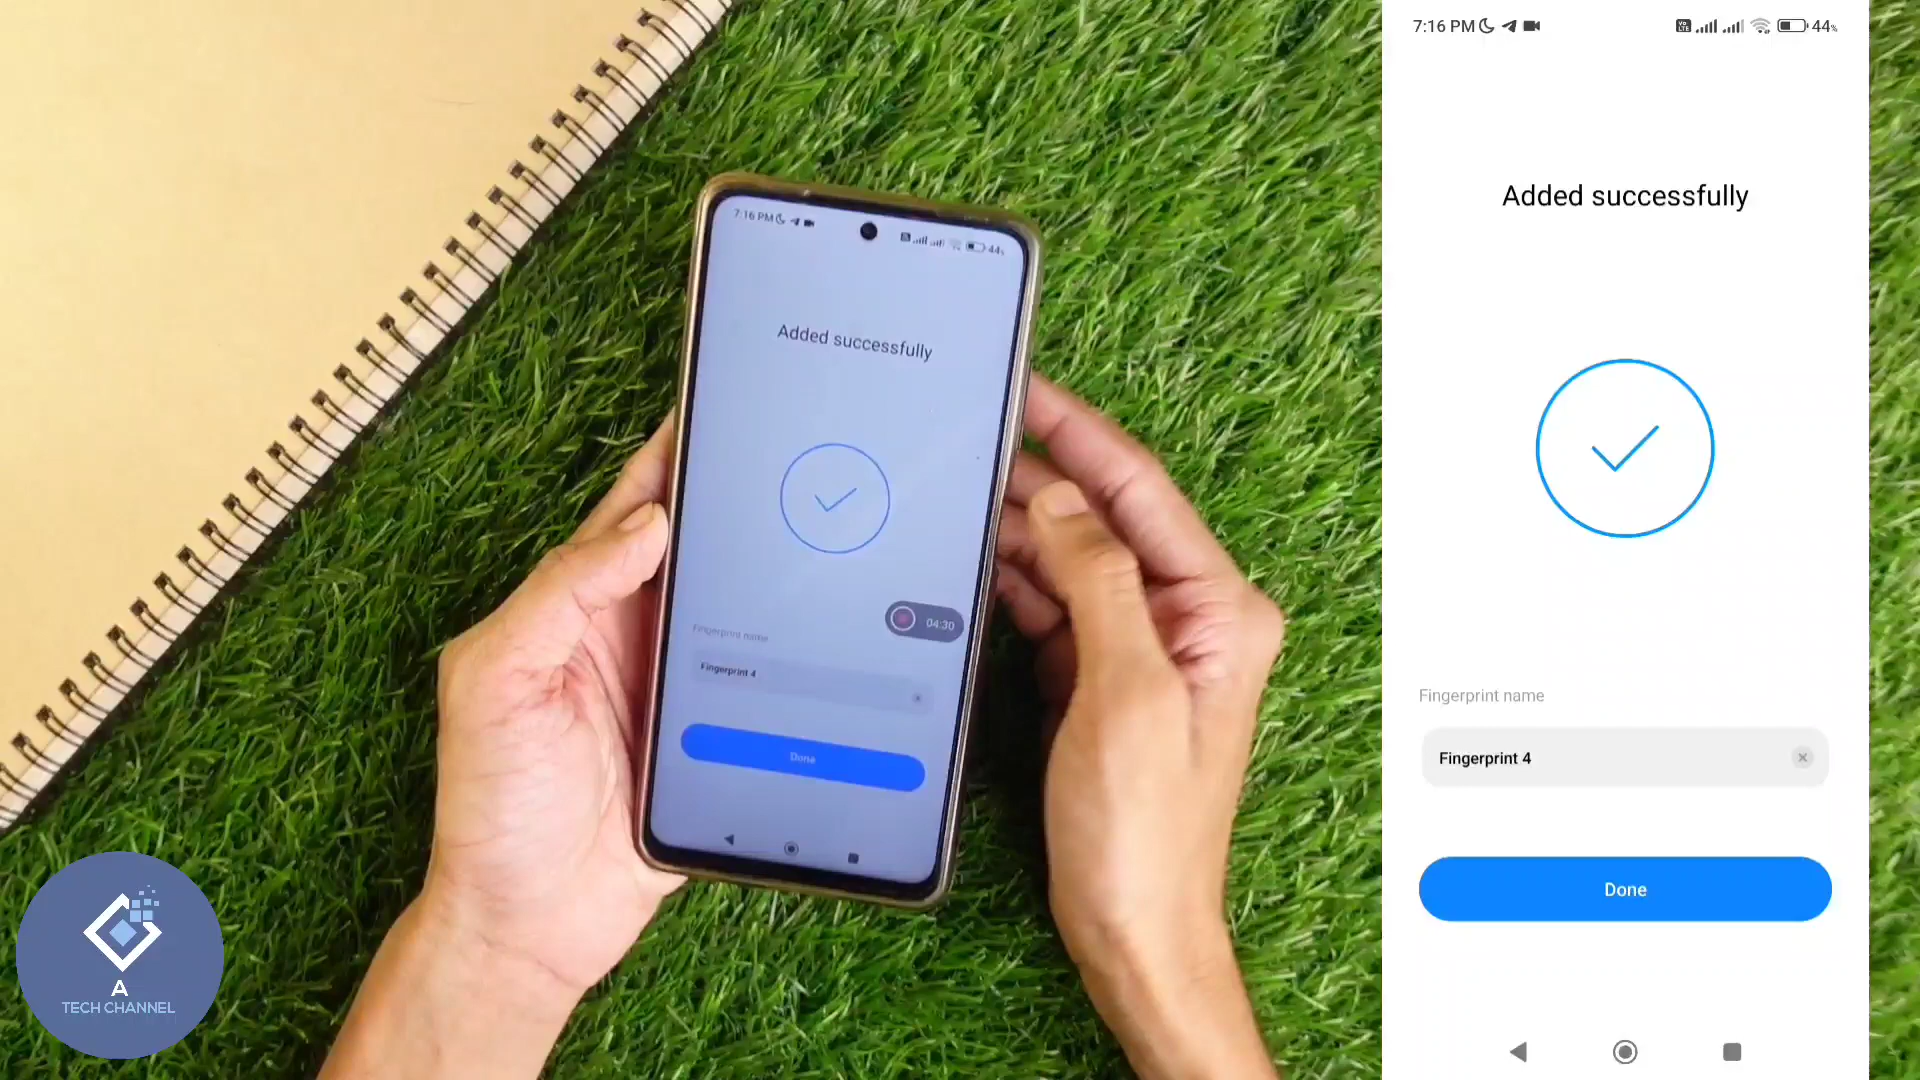 7:16 PM
44%
Added successfully
04:30
Fingerprint name
Fingerprint 4
Done
A
TECH CHANNEL
7:16 PM
44%
Added successfully
Fingerprint name
Fingerprint 4
Done